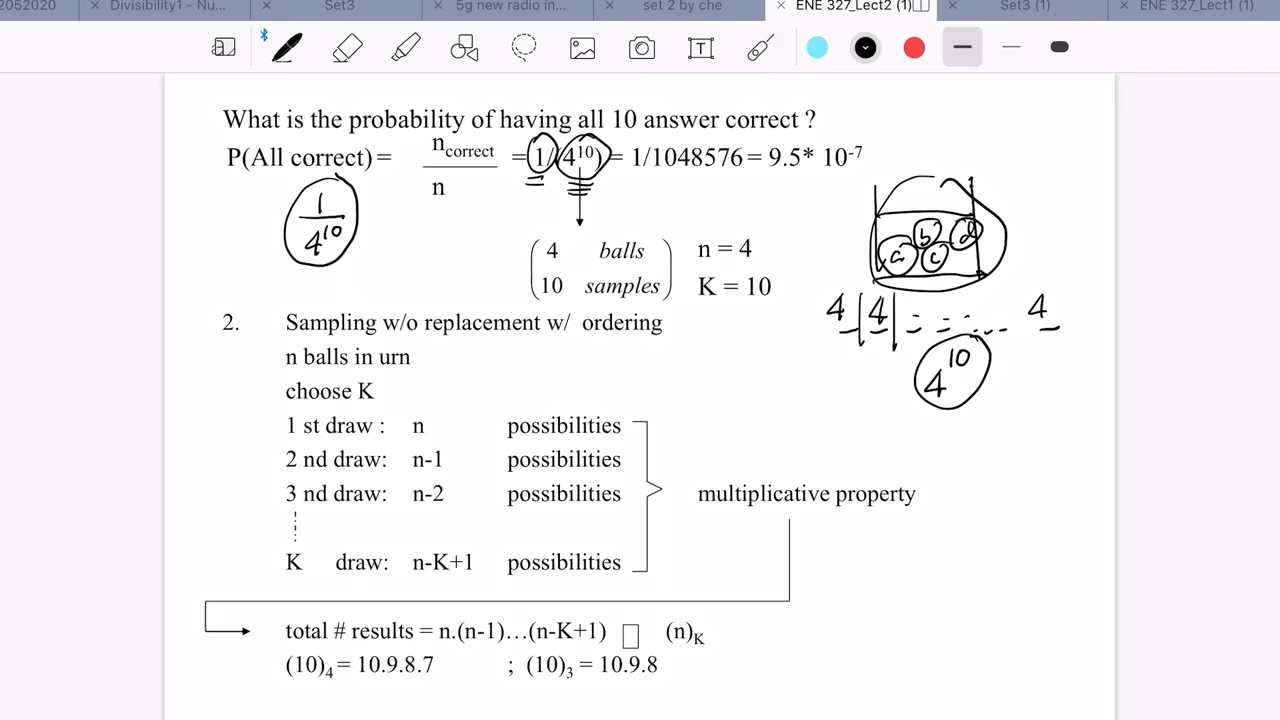 2052020 × Divisibility1 - Nu... × Set3 × 5g new radio in... × set 2 by che × ENE 327_Lect2 (1) × Set3 (1) × ENE 327_Lect1 (1)
What is the probability of having all 10 answer correct ?
P(All correct) = n_correct / n = 1/(4^10) = 1/1048576 = 9.5* 10^-7
1/4^10
a b c d
4 balls n = 4
10 samples K = 10
4 4 - - ... 4
4^10
2. Sampling w/o replacement w/ ordering
n balls in urn
choose K
1 st draw : n possibilities
2 nd draw: n-1 possibilities
3 nd draw: n-2 possibilities
multiplicative property
K draw: n-K+1 possibilities
total # results = n.(n-1)…(n-K+1) □ (n)_K
(10)_4 = 10.9.8.7 ; (10)_3 = 10.9.8